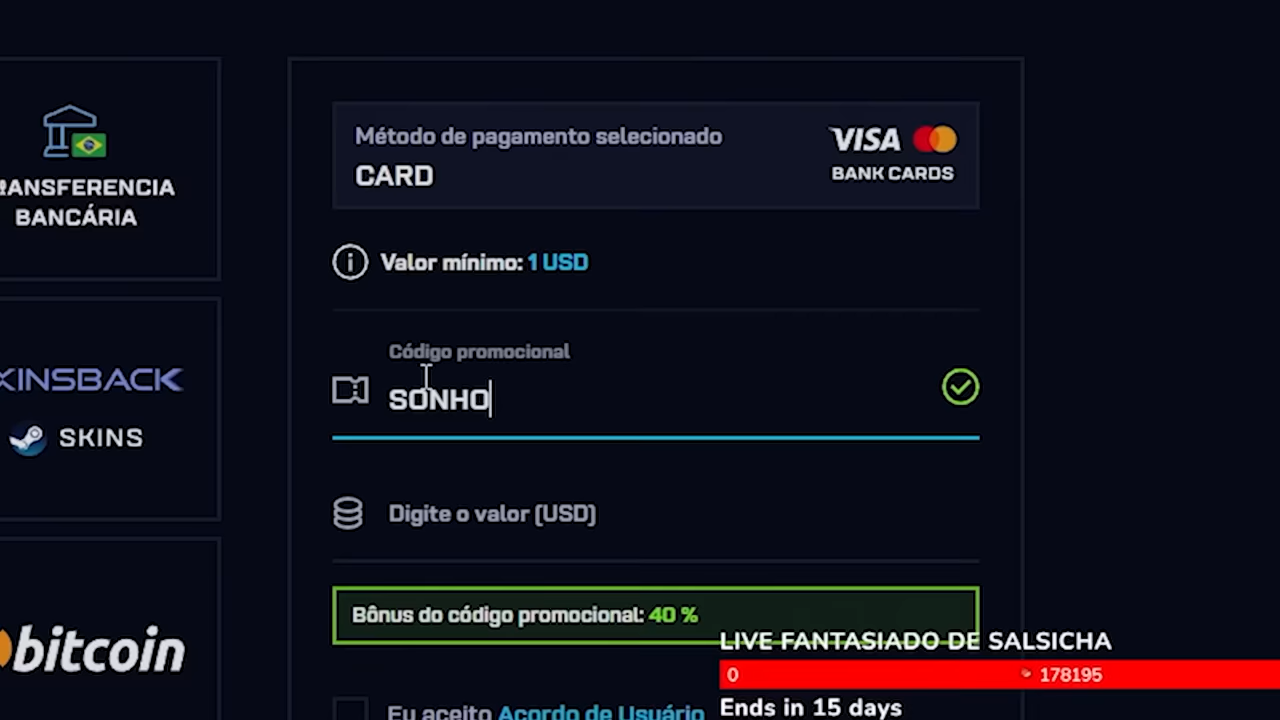 BANCÁRIA
SKINS
bitcoin
Método de pagamento selecionado
CARD
VISA
BANK CARDS
Valor mínimo: 1 USD
Código promocional
SONHO
Digite o valor (USD)
Bônus do código promocional: 40 %
Eu aceito Acordo de Usuário
LIVE FANTASIADO DE SALSICHA
0 178195
Ends in 15 days